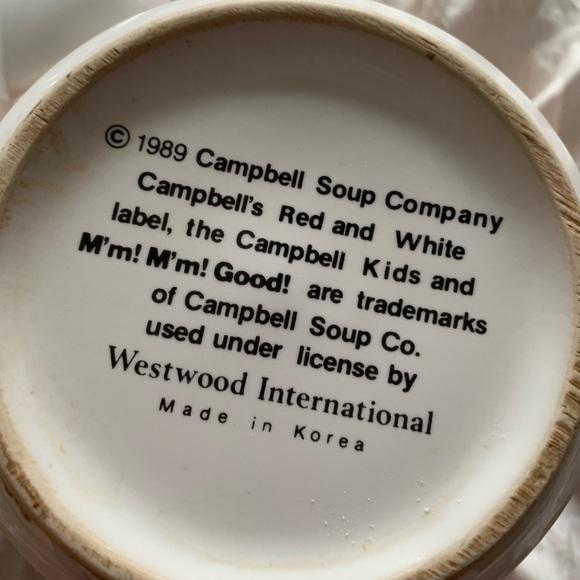 © 1989 Campbell Soup Company
Campbell's Red and White
label, the Campbell Kids and
M'm! M'm! Good! are trademarks
of Campbell Soup Co.
used under license by
Westwood International
Made in Korea